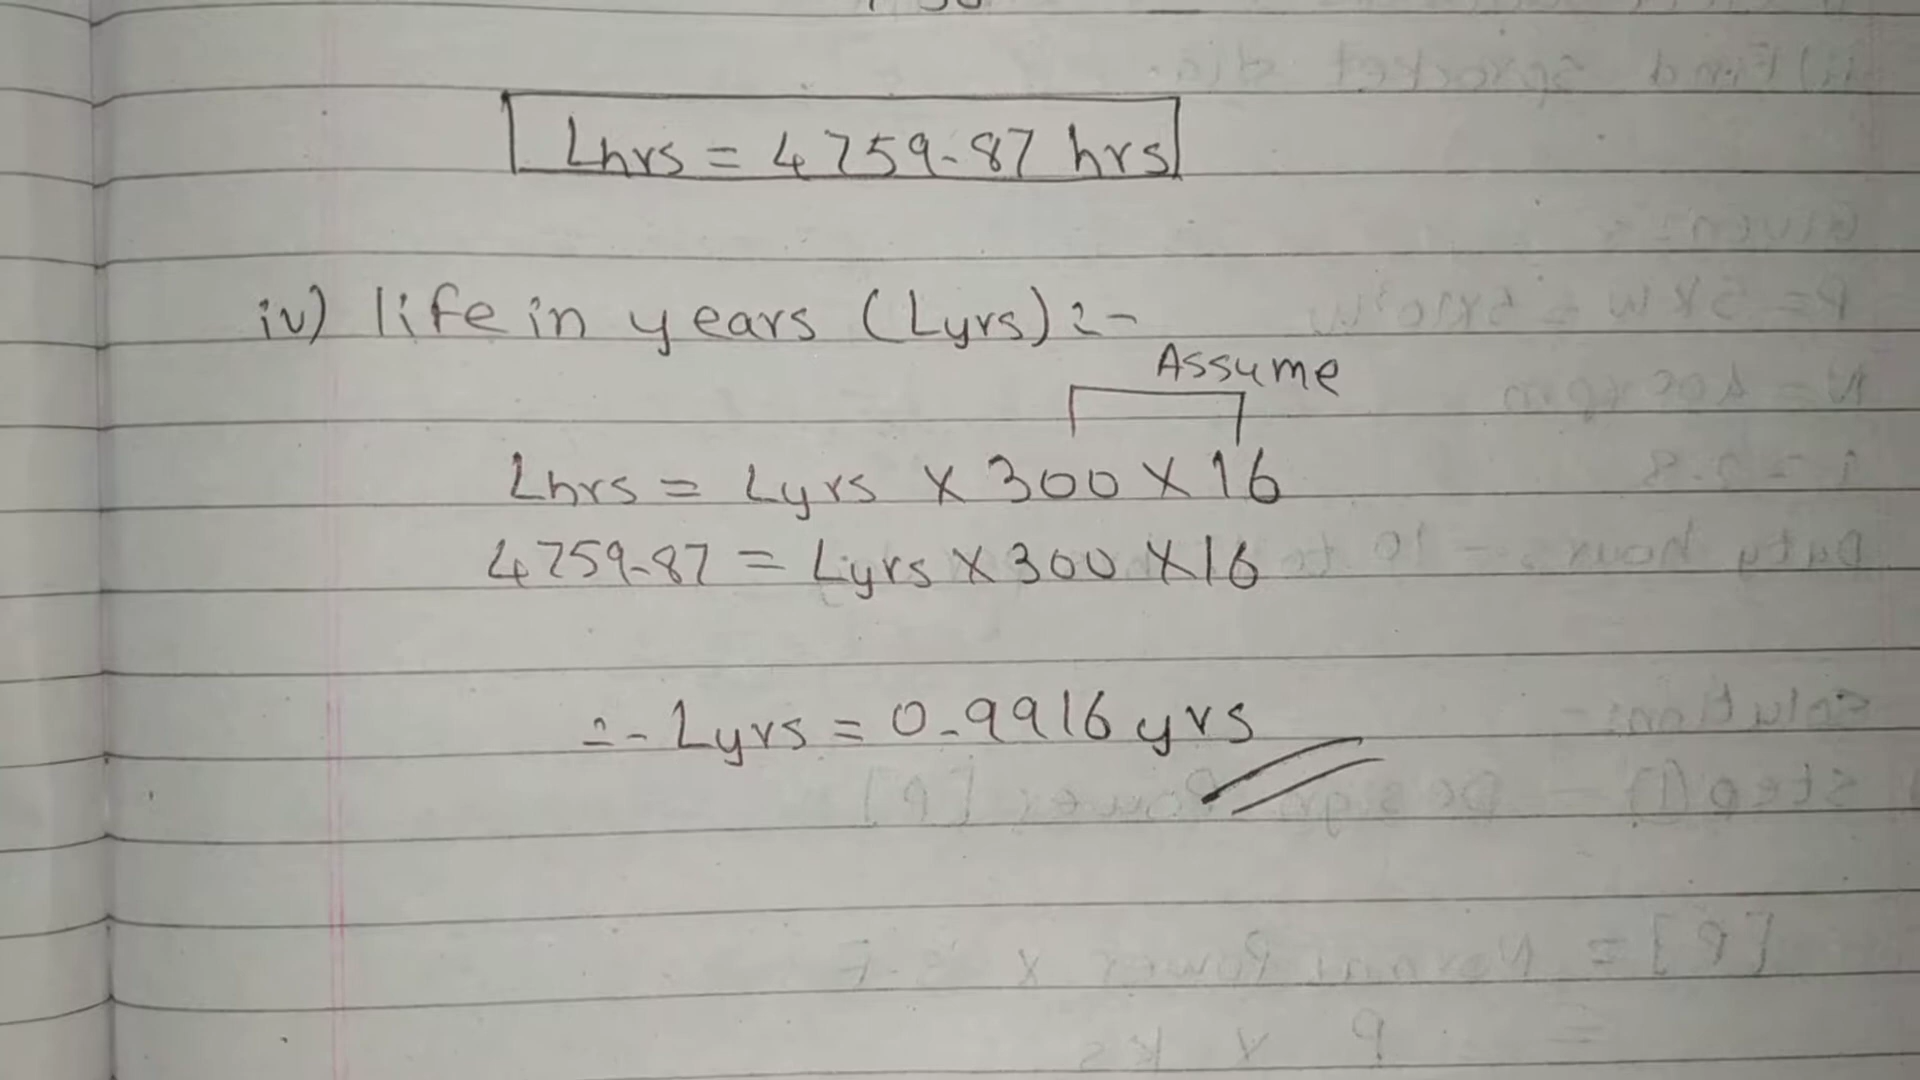 Lhrs = 4759.87 hrs
iv) life in years (Lyrs) :-
Assume
Lhrs = Lyrs × 300 × 16
4759.87 = Lyrs × 300 × 16
∴ Lyrs = 0.9916 yrs